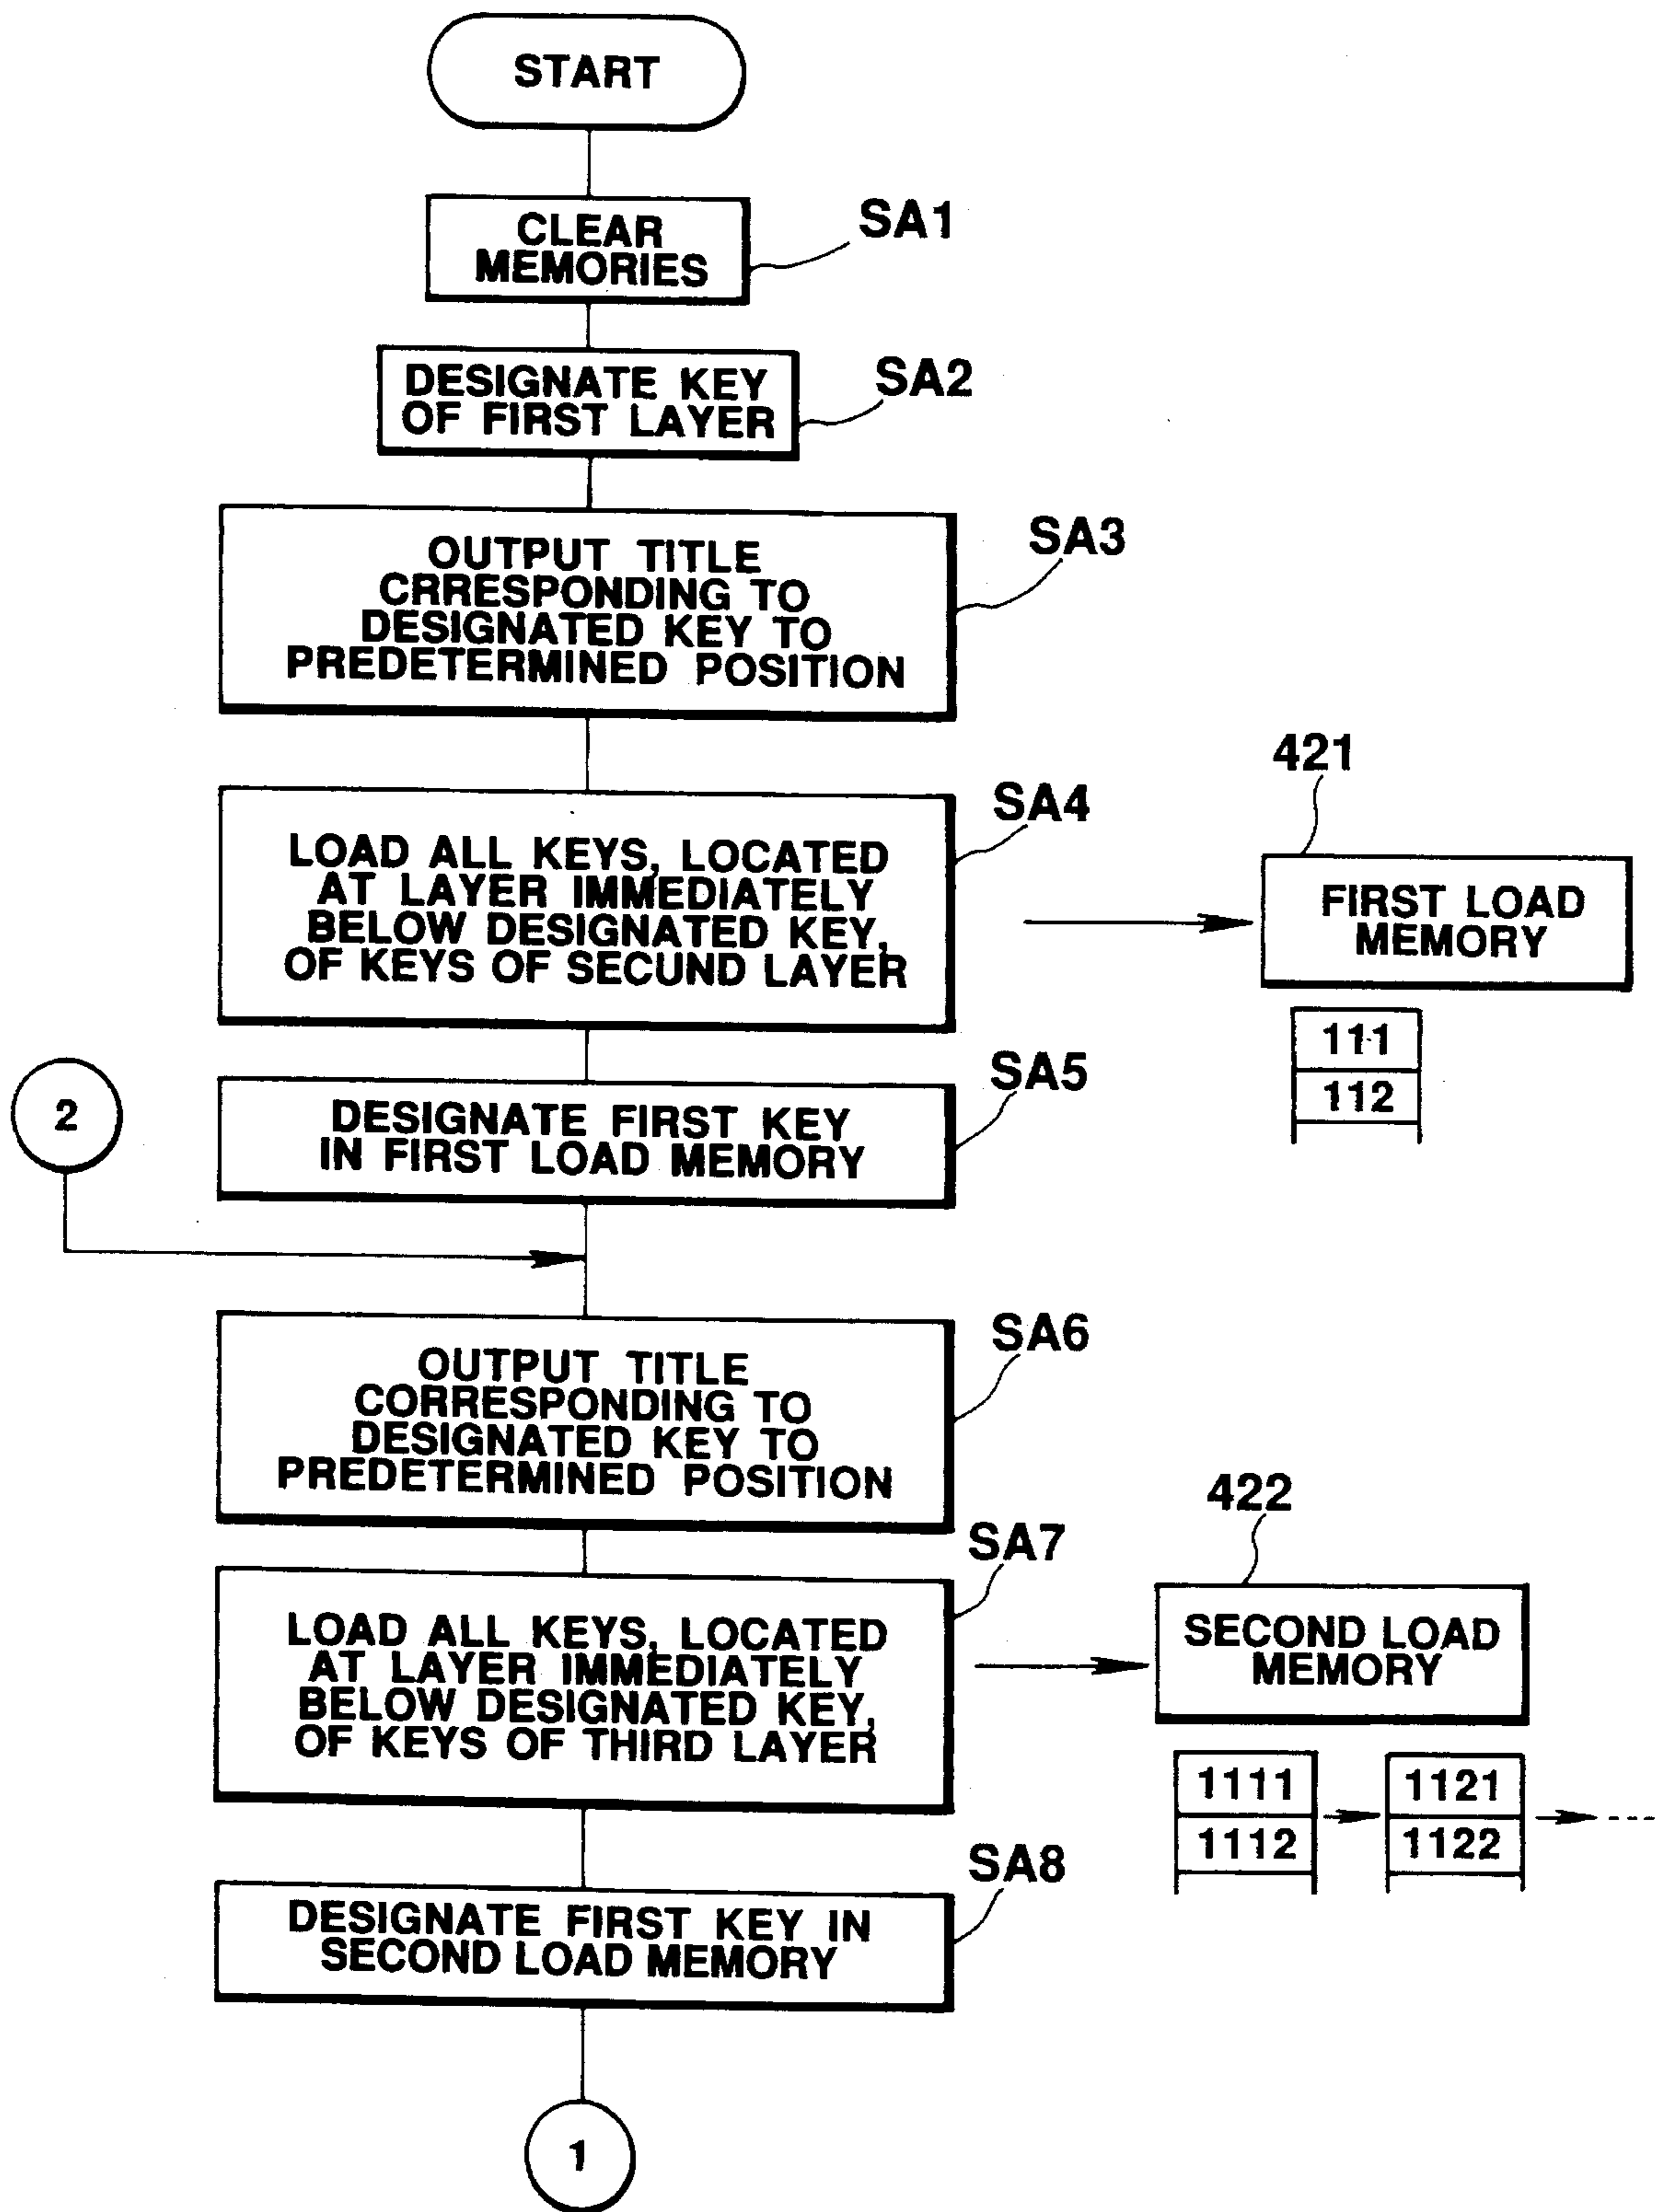 START
CLEAR
MEMORIES
SA1
DESIGNATE KEY
OF FIRST LAYER
SA2
OUTPUT TITLE
CRRESPONDING TO
DESIGNATED KEY TO
PREDETERMINED POSITION
SA3
LOAD ALL KEYS, LOCATED
AT LAYER IMMEDIATELY
BELOW DESIGNATED KEY,
OF KEYS OF SECUND LAYER
SA4
421
FIRST LOAD
MEMORY
111
112
2
DESIGNATE FIRST KEY
IN FIRST LOAD MEMORY
SA5
OUTPUT TITLE
CORRESPONDING TO
DESIGNATED KEY TO
PREDETERMINED POSITION
SA6
LOAD ALL KEYS, LOCATED
AT LAYER IMMEDIATELY
BELOW DESIGNATED KEY,
OF KEYS OF THIRD LAYER
SA7
422
SECOND LOAD
MEMORY
1111
1112
1121
1122
DESIGNATE FIRST KEY IN
SECOND LOAD MEMORY
SA8
1